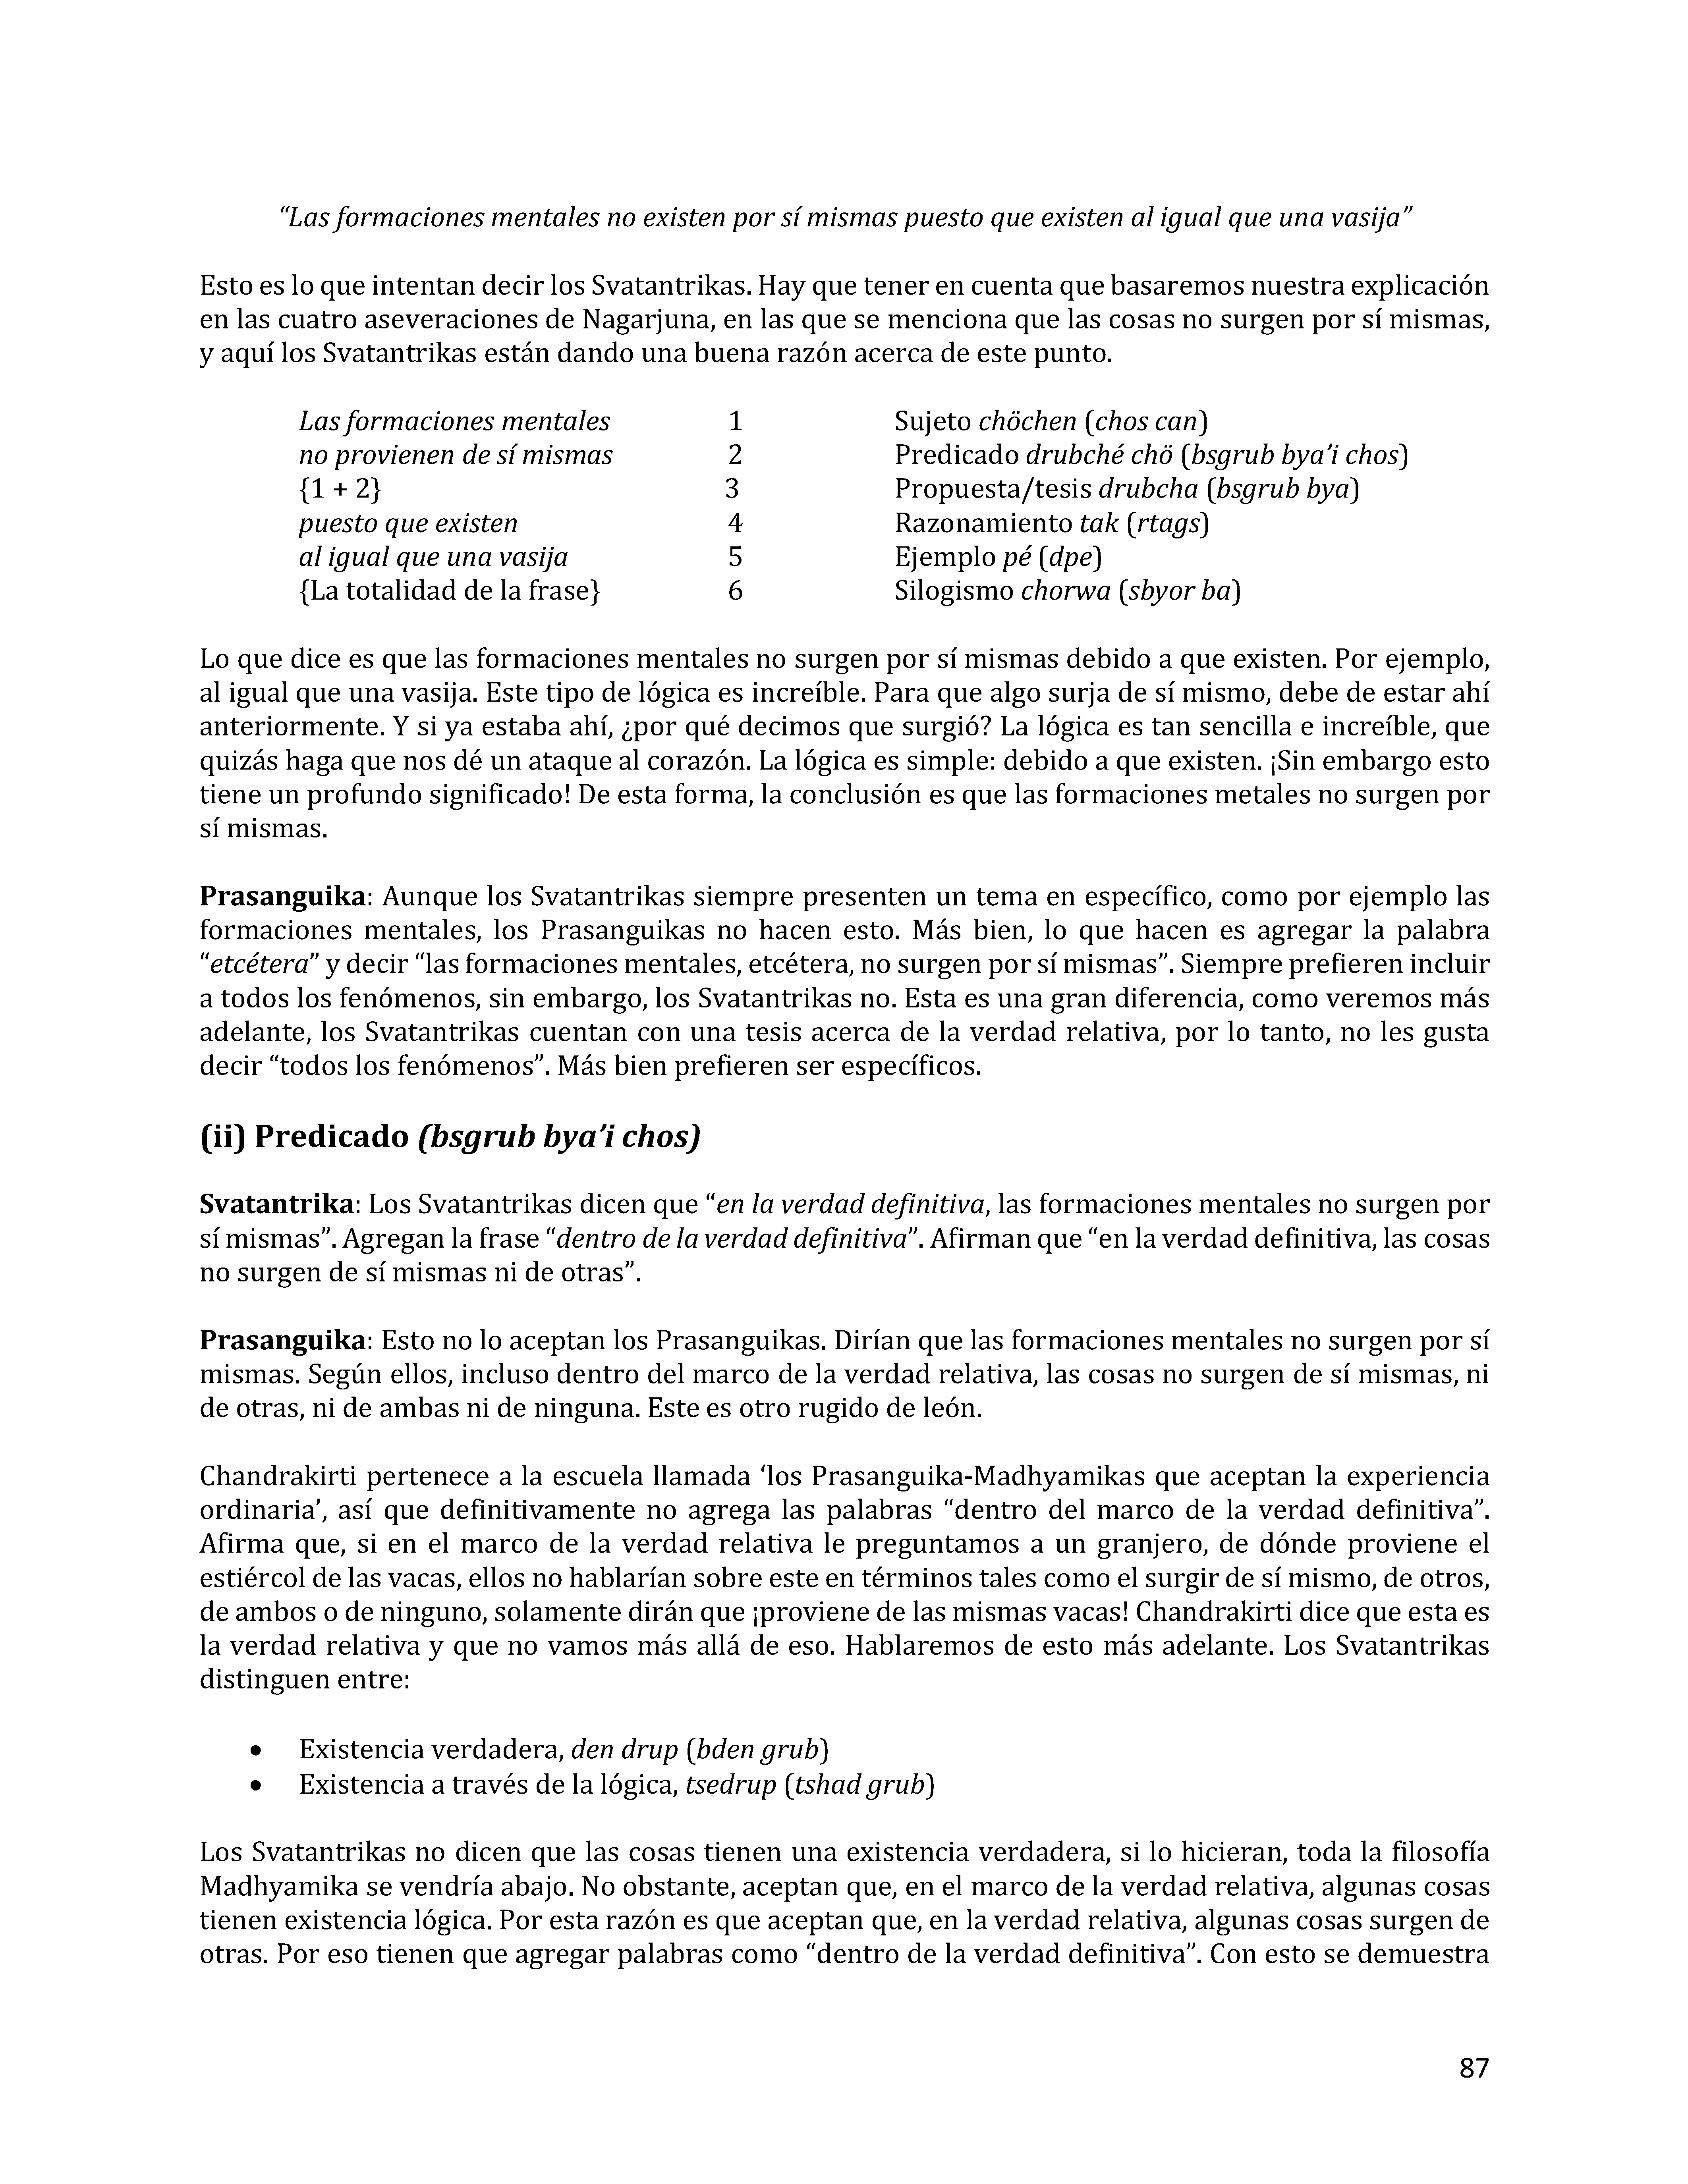 “Las formaciones mentales no existen por sí mismas puesto que existen al igual que una vasija”
Esto es lo que intentan decir los Svatantrikas. Hay que tener en cuenta que basaremos nuestra explicación
en las cuatro aseveraciones de Nagarjuna, en las que se menciona que las cosas no surgen por sí mismas,
y aquí los Svatantrikas están dando una buena razón acerca de este punto.
Las formaciones mentales 1 Sujeto chöchen (chos can)
no provienen de sí mismas 2 Predicado drubché chö (bsgrub bya’i chos)
{1 + 2} 3 Propuesta/tesis drubcha (bsgrub bya)
puesto que existen 4 Razonamiento tak (rtags)
al igual que una vasija 5 Ejemplo pé (dpe)
{La totalidad de la frase} 6 Silogismo chorwa (sbyor ba)
Lo que dice es que las formaciones mentales no surgen por sí mismas debido a que existen. Por ejemplo,
al igual que una vasija. Este tipo de lógica es increíble. Para que algo surja de sí mismo, debe de estar ahí
anteriormente. Y si ya estaba ahí, ¿por qué decimos que surgió? La lógica es tan sencilla e increíble, que
quizás haga que nos dé un ataque al corazón. La lógica es simple: debido a que existen. ¡Sin embargo esto
tiene un profundo significado! De esta forma, la conclusión es que las formaciones metales no surgen por
sí mismas.
Prasanguika: Aunque los Svatantrikas siempre presenten un tema en específico, como por ejemplo las
formaciones mentales, los Prasanguikas no hacen esto. Más bien, lo que hacen es agregar la palabra
“etcétera” y decir “las formaciones mentales, etcétera, no surgen por sí mismas”. Siempre prefieren incluir
a todos los fenómenos, sin embargo, los Svatantrikas no. Esta es una gran diferencia, como veremos más
adelante, los Svatantrikas cuentan con una tesis acerca de la verdad relativa, por lo tanto, no les gusta
decir “todos los fenómenos”. Más bien prefieren ser específicos.
(ii) Predicado (bsgrub bya’i chos)
Svatantrika: Los Svatantrikas dicen que “en la verdad definitiva, las formaciones mentales no surgen por
sí mismas”. Agregan la frase “dentro de la verdad definitiva”. Afirman que “en la verdad definitiva, las cosas
no surgen de sí mismas ni de otras”.
Prasanguika: Esto no lo aceptan los Prasanguikas. Dirían que las formaciones mentales no surgen por sí
mismas. Según ellos, incluso dentro del marco de la verdad relativa, las cosas no surgen de sí mismas, ni
de otras, ni de ambas ni de ninguna. Este es otro rugido de león.
Chandrakirti pertenece a la escuela llamada ‘los Prasanguika-Madhyamikas que aceptan la experiencia
ordinaria’, así que definitivamente no agrega las palabras “dentro del marco de la verdad definitiva”.
Afirma que, si en el marco de la verdad relativa le preguntamos a un granjero, de dónde proviene el
estiércol de las vacas, ellos no hablarían sobre este en términos tales como el surgir de sí mismo, de otros,
de ambos o de ninguno, solamente dirán que ¡proviene de las mismas vacas! Chandrakirti dice que esta es
la verdad relativa y que no vamos más allá de eso. Hablaremos de esto más adelante. Los Svatantrikas
distinguen entre:
• Existencia verdadera, den drup (bden grub)
• Existencia a través de la lógica, tsedrup (tshad grub)
Los Svatantrikas no dicen que las cosas tienen una existencia verdadera, si lo hicieran, toda la filosofía
Madhyamika se vendría abajo. No obstante, aceptan que, en el marco de la verdad relativa, algunas cosas
tienen existencia lógica. Por esta razón es que aceptan que, en la verdad relativa, algunas cosas surgen de
otras. Por eso tienen que agregar palabras como “dentro de la verdad definitiva”. Con esto se demuestra
87